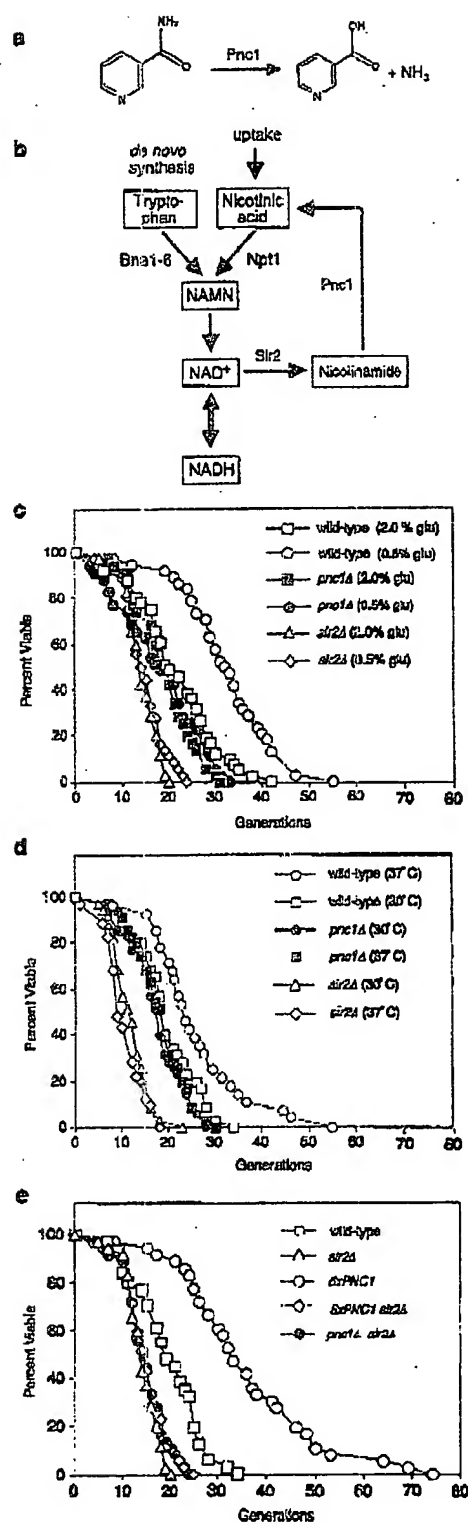 a
NH₂
O
N
Pnc1
OH
O
N
+ NH₃
b
de novo
synthesis
uptake
Trypto-
phan
Nicotinic
acid
Bna1-6
Npt1
Pnc1
NAMN
NAD⁺
Sir2
Nicotinamide
NADH
c
Percent Viable
100
80
60
40
20
0
wild-type (2.0 % glu)
wild-type (0.5% glu)
pnc1Δ (2.0% glu)
pnc1Δ (0.5% glu)
sir2Δ (2.0% glu)
sir2Δ (0.5% glu)
0 10 20 30 40 50 60 70 80
Generations
d
Percent Viable
100
80
60
40
20
0
wild-type (37°C)
wild-type (30°C)
pnc1Δ (30°C)
pnc1Δ (37°C)
sir2Δ (30°C)
sir2Δ (37°C)
0 10 20 30 40 50 60 70 80
Generations
e
Percent Viable
100
80
60
40
20
0
wild-type
sir2Δ
5xPNC1
5xPNC1 sir2Δ
pnc1Δ sir2Δ
0 10 20 30 40 50 60 70 80
Generations